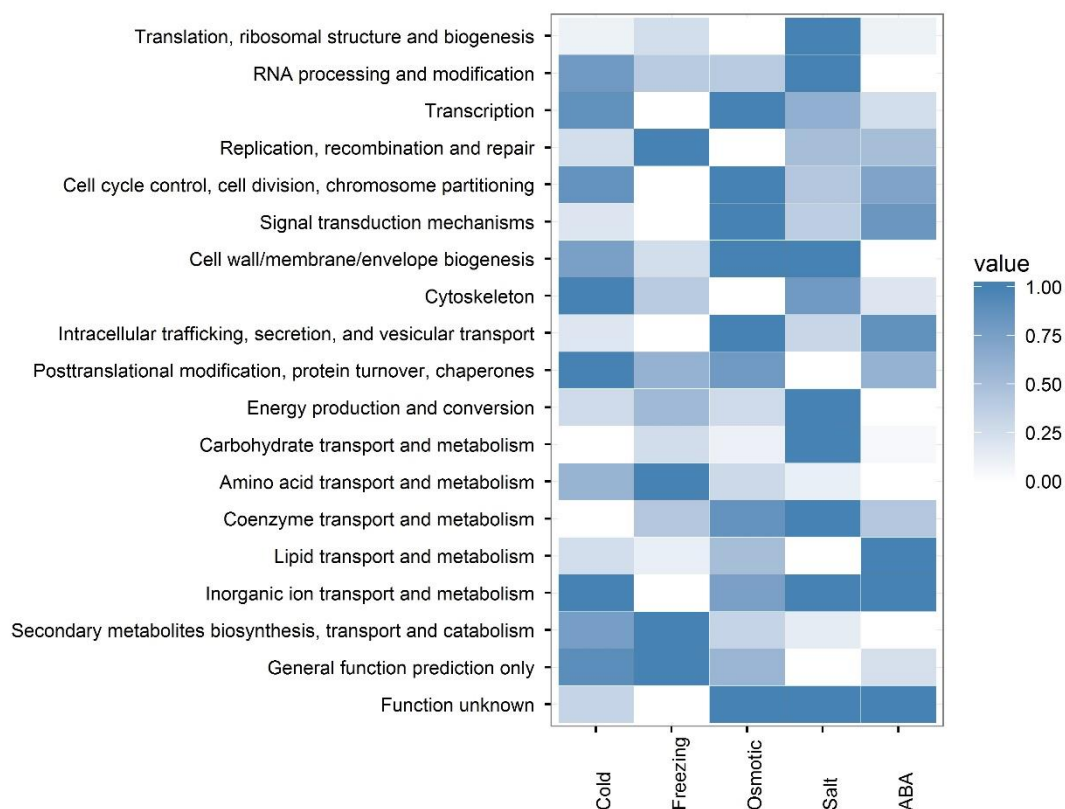 Translation, ribosomal structure and biogenesis
RNA processing and modification
Transcription
Replication, recombination and repair
Cell cycle control, cell division, chromosome partitioning
Signal transduction mechanisms
Cell wall/membrane/envelope biogenesis
Cytoskeleton
Intracellular trafficking, secretion, and vesicular transport
Posttranslational modification, protein turnover, chaperones
Energy production and conversion
Carbohydrate transport and metabolism
Amino acid transport and metabolism
Coenzyme transport and metabolism
Lipid transport and metabolism
Inorganic ion transport and metabolism
Secondary metabolites biosynthesis, transport and catabolism
General function prediction only
Function unknown
Cold
Freezing
Osmotic
Salt
ABA
value
1.00
0.75
0.50
0.25
0.00